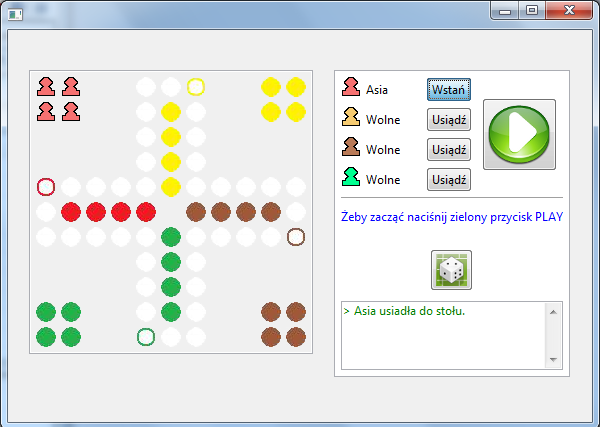 Asia Wstań
Wolne Usiądź
Wolne Usiądź
Wolne Usiądź
Żeby zacząć naciśnij zielony przycisk PLAY
> Asia usiadła do stołu.